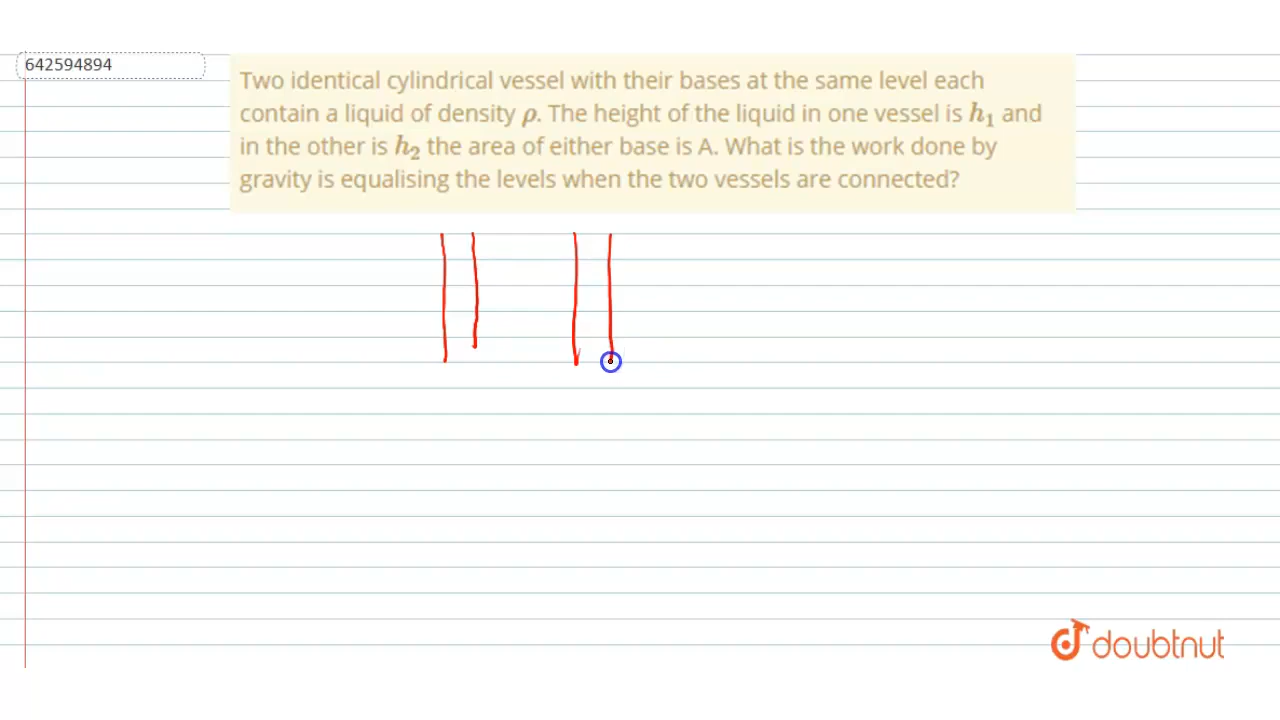 642594894
Two identical cylindrical vessel with their bases at the same level each
contain a liquid of density ρ. The height of the liquid in one vessel is h₁ and
in the other is h₂ the area of either base is A. What is the work done by
gravity is equalising the levels when the two vessels are connected?
doubtnut